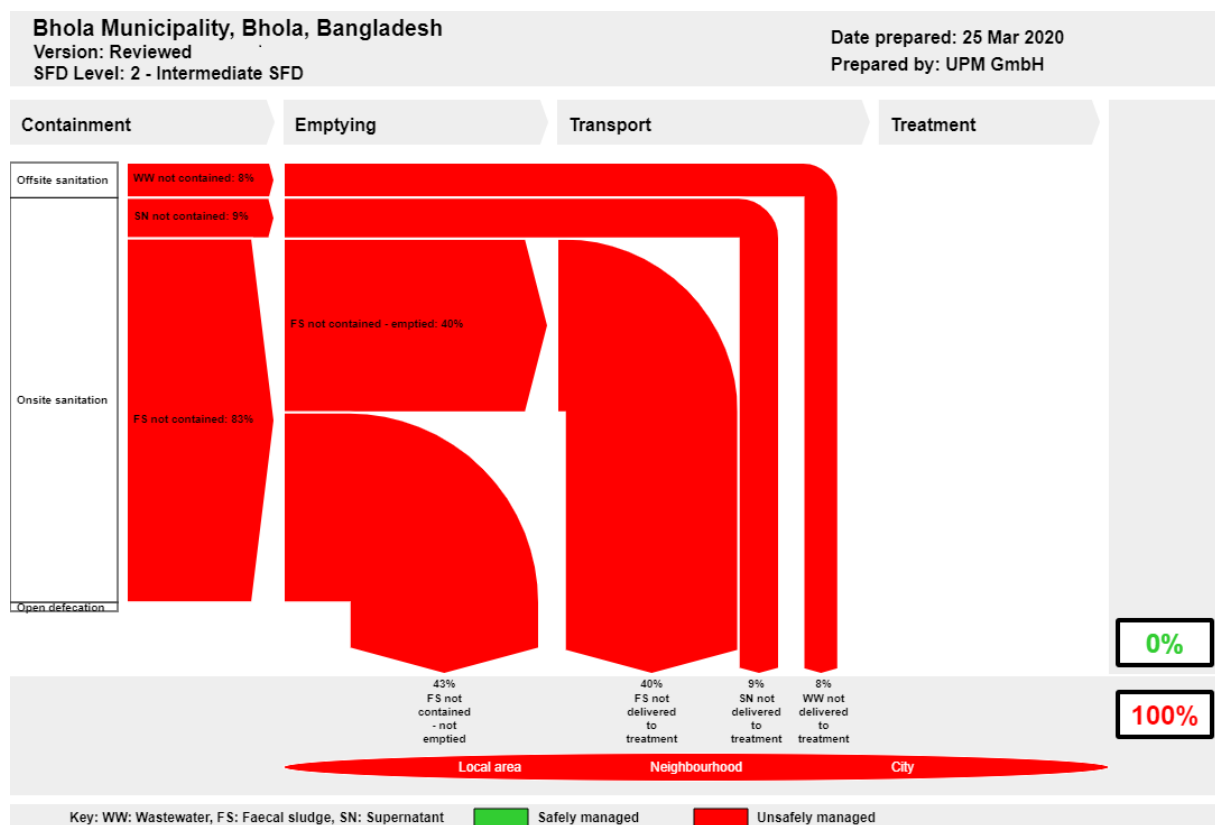 Bhola Municipality, Bhola, Bangladesh
Version: Reviewed
SFD Level: 2 - Intermediate SFD
Date prepared: 25 Mar 2020
Prepared by: UPM GmbH
Containment
Emptying
Transport
Treatment
Offsite sanitation
WW not contained: 8%
SN not contained: 9%
FS not contained - emptied: 40%
Onsite sanitation
FS not contained: 83%
Open defecation
0%
100%
43%
FS not
contained
- not
emptied
40%
FS not
delivered
to
treatment
9%
SN not
delivered
to
treatment
8%
WW not
delivered
to
treatment
Local area
Neighbourhood
City
Key: WW: Wastewater, FS: Faecal sludge, SN: Supernatant
Safely managed
Unsafely managed